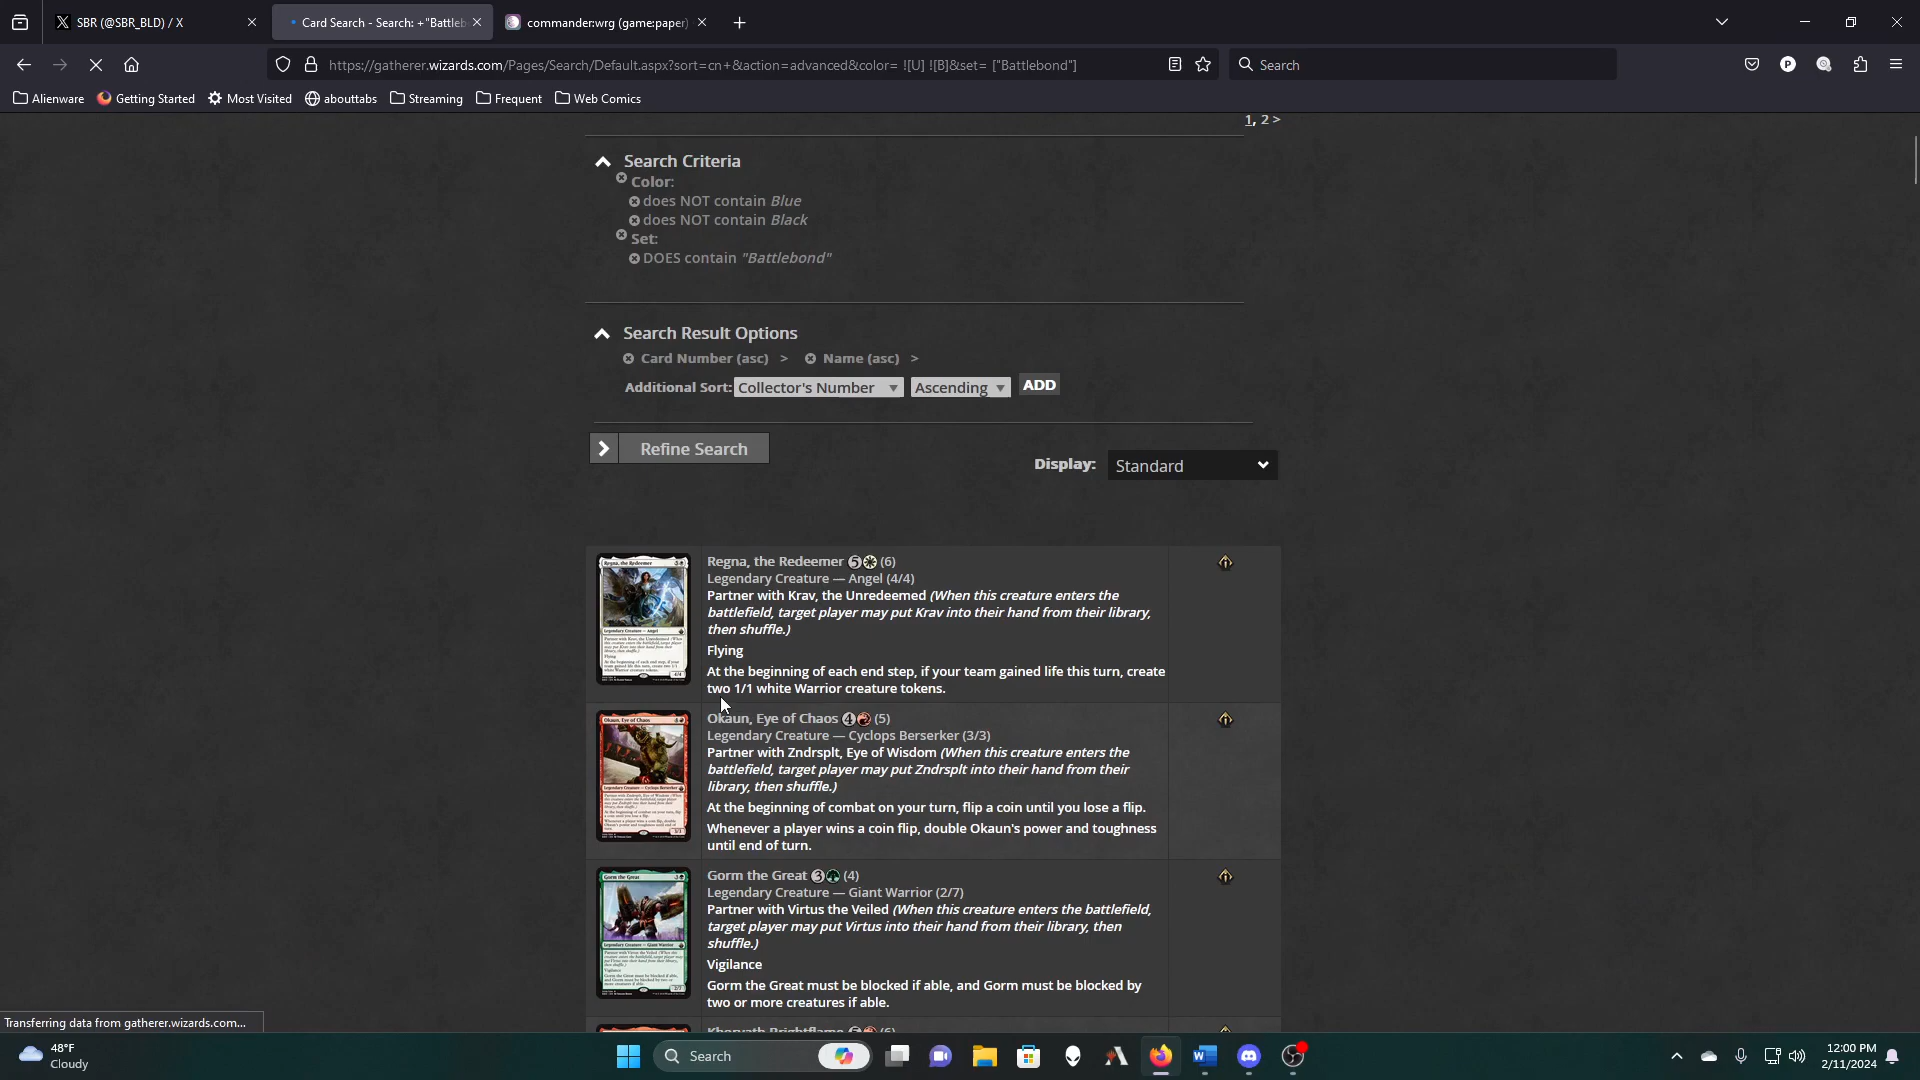 SBR (@SBR_BLD) / X
Card Search - Search: +"Battleb
commander:wrg (game:paper)
https://gatherer.wizards.com/Pages/Search/Default.aspx?sort=cn+&action=advanced&color= ![U] ![B]&set= ["Battlebond"]
Search
Alienware
Getting Started
Most Visited
abouttabs
Streaming
Frequent
Web Comics
1, 2 >
Search Criteria
Color:
does NOT contain Blue
does NOT contain Black
Set:
DOES contain "Battlebond"
Search Result Options
Card Number (asc) > Name (asc) >
Additional Sort: Collector's Number Ascending ADD
Refine Search
Display: Standard
Regna, the Redeemer 5 (6)
Legendary Creature — Angel (4/4)
Partner with Krav, the Unredeemed (When this creature enters the
battlefield, target player may put Krav into their hand from their library,
then shuffle.)
Flying
At the beginning of each end step, if your team gained life this turn, create
two 1/1 white Warrior creature tokens.
Okaun, Eye of Chaos 4 (5)
Legendary Creature — Cyclops Berserker (3/3)
Partner with Zndrsplt, Eye of Wisdom (When this creature enters the
battlefield, target player may put Zndrsplt into their hand from their
library, then shuffle.)
At the beginning of combat on your turn, flip a coin until you lose a flip.
Whenever a player wins a coin flip, double Okaun's power and toughness
until end of turn.
Gorm the Great 3 (4)
Legendary Creature — Giant Warrior (2/7)
Partner with Virtus the Veiled (When this creature enters the battlefield,
target player may put Virtus into their hand from their library, then
shuffle.)
Vigilance
Gorm the Great must be blocked if able, and Gorm must be blocked by
two or more creatures if able.
Khorvath Brightflame 5 (6)
Transferring data from gatherer.wizards.com...
48°F
Cloudy
Search
12:00 PM
2/11/2024